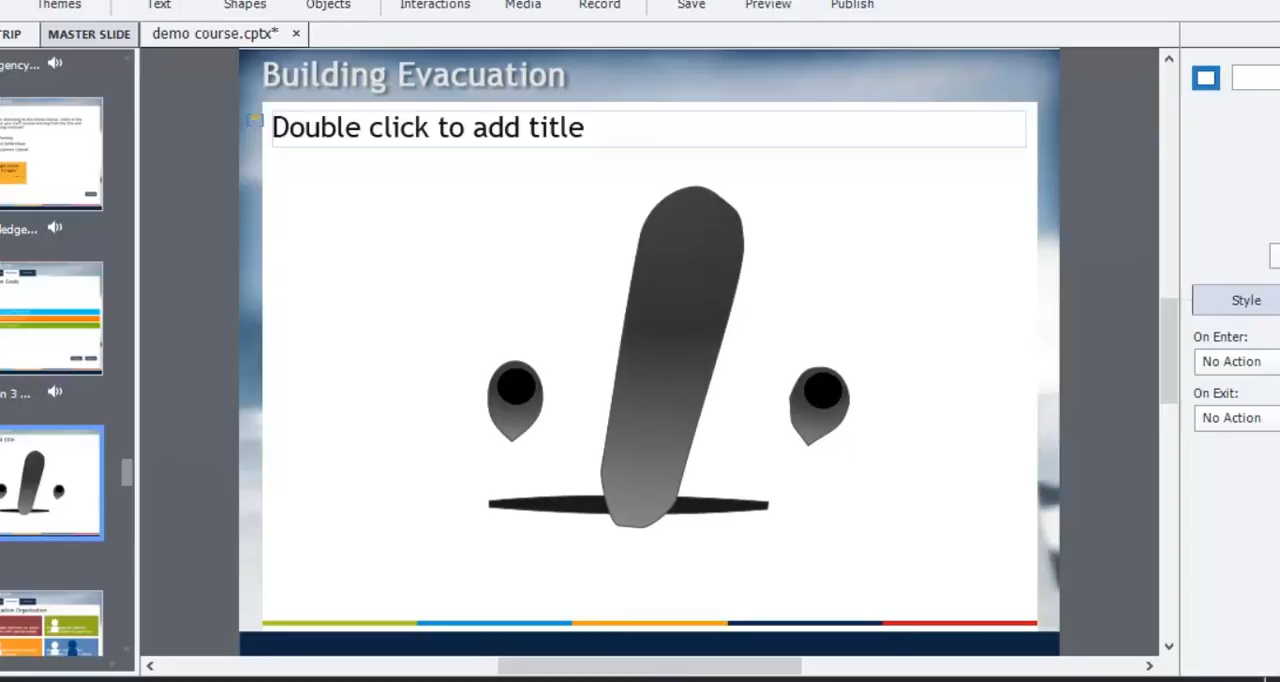 Themes Text Shapes Objects Interactions Media Record Save Preview Publish
TRIP MASTER SLIDE demo course.cptx* ×
gency...
Building Evacuation
Double click to add title
ledge...
Style
On Enter:
No Action
On Exit:
n 3 ...
No Action